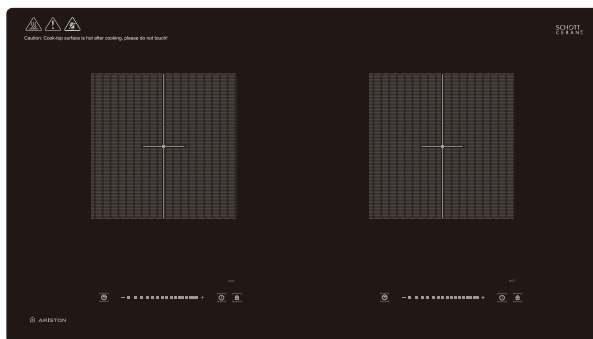 Caution: Cook-top surface is hot after cooking, please do not touch!
SCHOTT
CERAN®
ARISTON